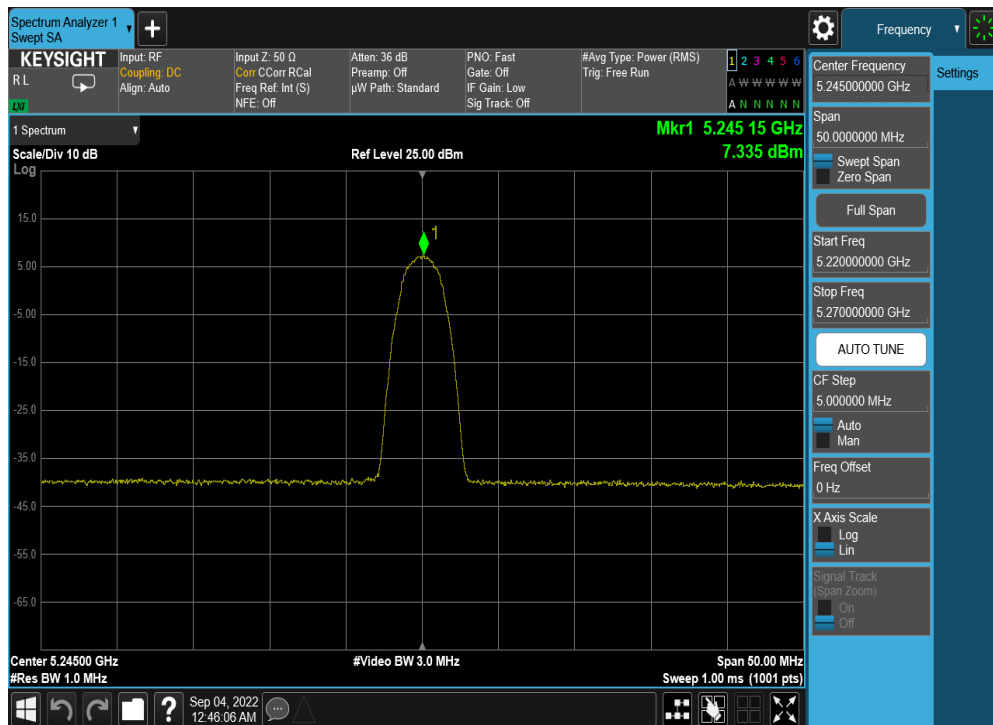 Spectrum Analyzer 1
Swept SA
Frequency
KEYSIGHT
R L
LXI
Input: RF
Coupling: DC
Align: Auto
Input Z: 50 Ω
Corr CCorr RCal
Freq Ref: Int (S)
NFE: Off
Atten: 36 dB
Preamp: Off
µW Path: Standard
PNO: Fast
Gate: Off
IF Gain: Low
Sig Track: Off
#Avg Type: Power (RMS)
Trig: Free Run
1 2 3 4 5 6
A W W W W W
A N N N N N
1 Spectrum
Scale/Div 10 dB
Log
Ref Level 25.00 dBm
Mkr1 5.245 15 GHz
7.335 dBm
1
15.0
5.00
-5.00
-15.0
-25.0
-35.0
-45.0
-55.0
-65.0
Center 5.24500 GHz
#Res BW 1.0 MHz
#Video BW 3.0 MHz
Span 50.00 MHz
Sweep 1.00 ms (1001 pts)
Center Frequency
5.245000000 GHz
Settings
Span
50.0000000 MHz
Swept Span
Zero Span
Full Span
Start Freq
5.220000000 GHz
Stop Freq
5.270000000 GHz
AUTO TUNE
CF Step
5.000000 MHz
Auto
Man
Freq Offset
0 Hz
X Axis Scale
Log
Lin
Signal Track
(Span Zoom)
On
Off
?
Sep 04, 2022
12:46:06 AM